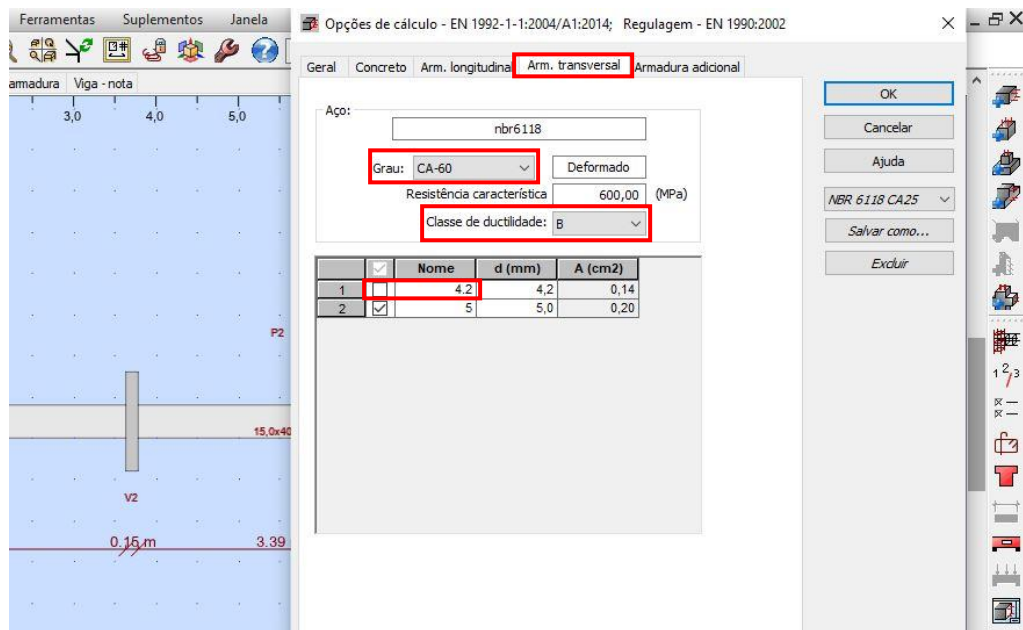 Ferramentas Suplementos Janela
armadura Viga - nota
3,0 4,0 5,0
P2
15,0x40
V2
0.15 m 3.39
Opções de cálculo - EN 1992-1-1:2004/A1:2014; Regulagem - EN 1990:2002
Geral Concreto Arm. longitudinal Arm. transversal Armadura adicional
Aço:
nbr6118
Grau: CA-60 Deformado
Resistência característica 600,00 (MPa)
Classe de ductilidade: B
Nome d (mm) A (cm2)
1 4.2 4,2 0,14
2 5 5,0 0,20
OK
Cancelar
Ajuda
NBR 6118 CA25
Salvar como...
Excluir
1 2/3